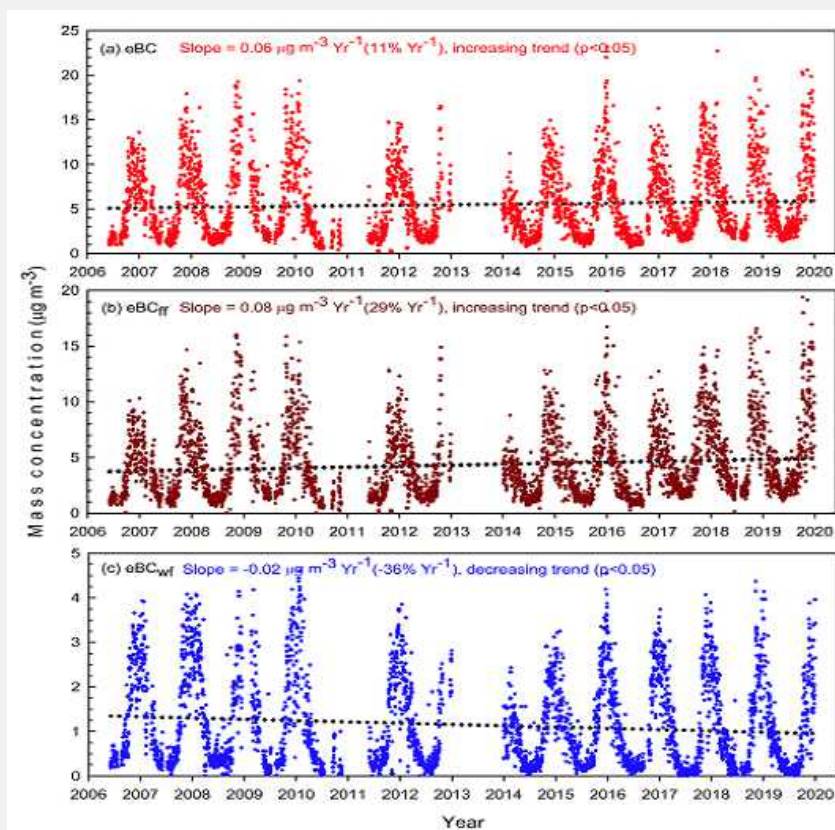 (a) eBC Slope = 0.06 µg m⁻³ Yr⁻¹(11% Yr⁻¹), increasing trend (p<0.05)
25
20
15
10
5
0
2006 2007 2008 2009 2010 2011 2012 2013 2014 2015 2016 2017 2018 2019 2020
(b) eBCff Slope = 0.08 µg m⁻³ Yr⁻¹(29% Yr⁻¹), increasing trend (p<0.05)
20
15
10
5
0
2006 2007 2008 2009 2010 2011 2012 2013 2014 2015 2016 2017 2018 2019 2020
Mass concentration (µg m⁻³)
(c) eBCwf Slope = -0.02 µg m⁻³ Yr⁻¹(-36% Yr⁻¹), decreasing trend (p<0.05)
5
4
3
2
1
0
2006 2007 2008 2009 2010 2011 2012 2013 2014 2015 2016 2017 2018 2019 2020
Year